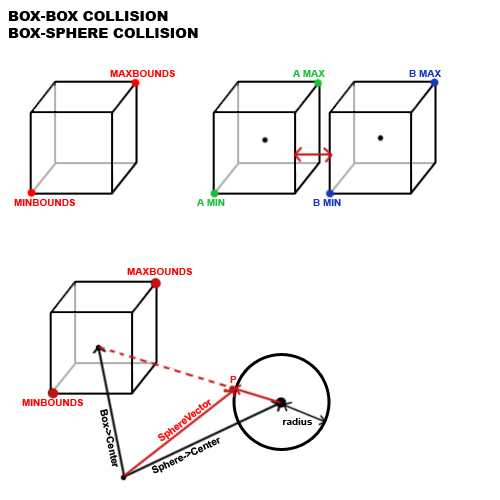 BOX-BOX COLLISION
BOX-SPHERE COLLISION
MAXBOUNDS
MINBOUNDS
A MAX
B MAX
A MIN
B MIN
MAXBOUNDS
MINBOUNDS
P
radius
Box->Center
SphereVector
Sphere->Center